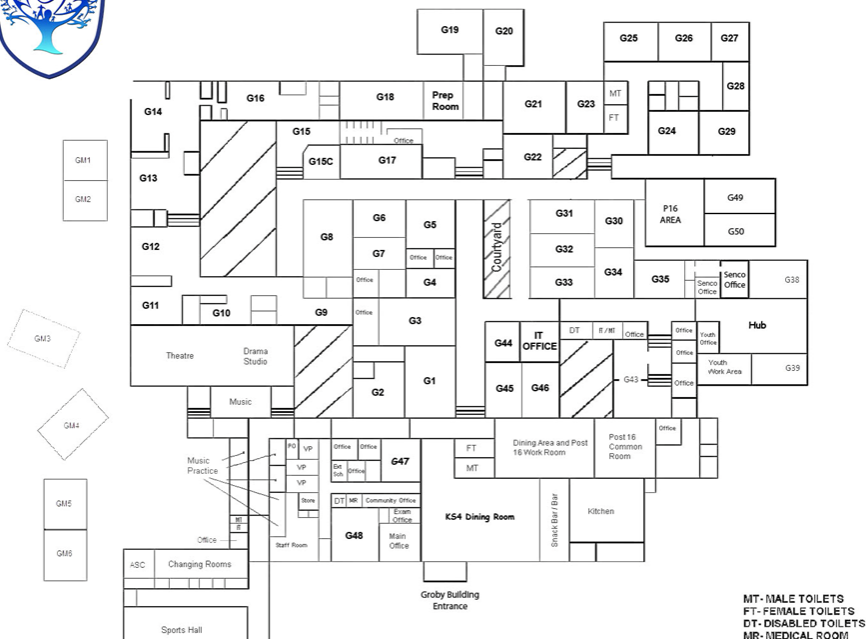 G19
G20
G25
G26
G27
G28
G14
G16
G18
Prep
Room
G21
G23
MT
FT
G24
G29
G15
Office
G15C
G17
G22
GM1
GM2
G13
G12
G11
G10
G9
G8
G6
G7
G5
Office
Office
Office
G4
Office
G3
G2
G1
Courtyard
G31
G30
G32
G33
G34
G35
P16
AREA
G49
G50
Senco
Office
Senco
Office
G38
Hub
G44
IT
OFFICE
DT
Office
Office
Office
Office
Youth
Office
Youth
Work Area
G39
G45
G46
G43
GM3
GM4
GM5
GM6
Theatre
Drama
Studio
Music
Music
Practice
Office
PO
VP
VP
VP
Store
Staff Room
Office
Office
Ext
Sch
Office
G47
DT
MR
Community Office
Exam
Office
G48
Main
Office
FT
MT
Dining Area and Post
16 Work Room
Post 16
Common
Room
Office
KS4 Dining Room
Snack Bar / Bar
Kitchen
ASC
Changing Rooms
Sports Hall
Groby Building
Entrance
MT- MALE TOILETS
FT- FEMALE TOILETS
DT- DISABLED TOILETS
MR- MEDICAL ROOM